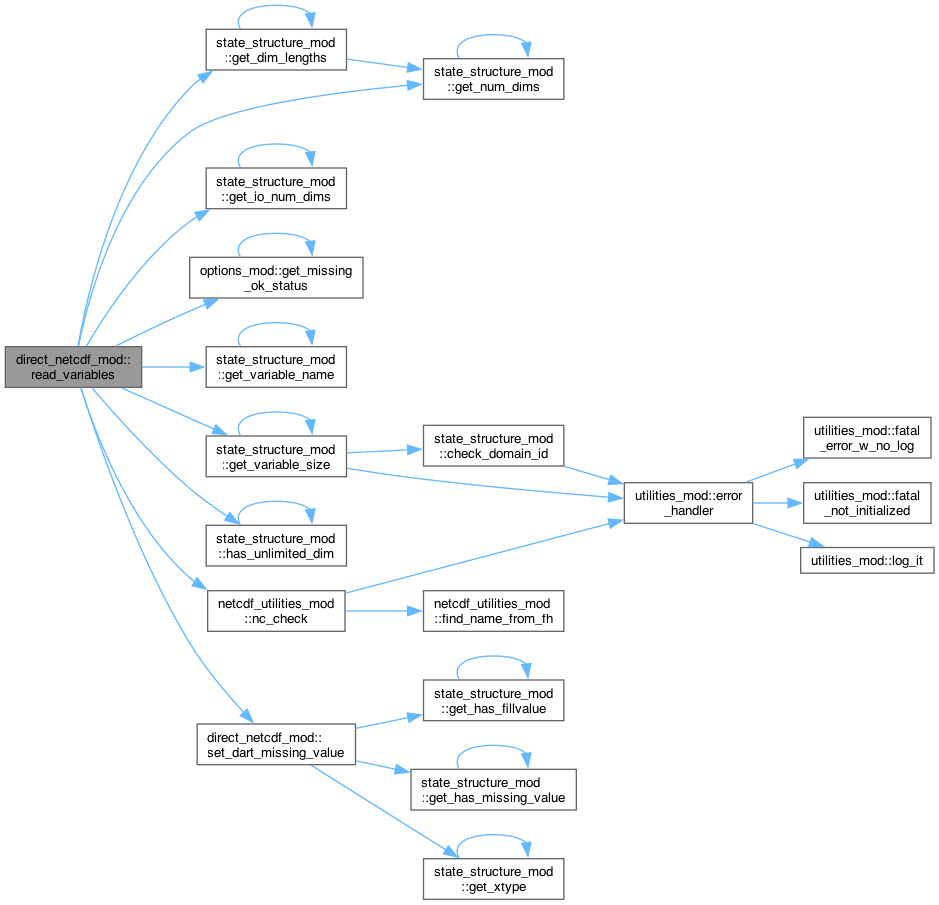 state_structure_mod
::get_dim_lengths
state_structure_mod
::get_num_dims
state_structure_mod
::get_io_num_dims
options_mod::get_missing
_ok_status
direct_netcdf_mod::
read_variables
state_structure_mod
::get_variable_name
state_structure_mod
::get_variable_size
state_structure_mod
::check_domain_id
utilities_mod::fatal
_error_w_no_log
utilities_mod::error
_handler
utilities_mod::fatal
_not_initialized
utilities_mod::log_it
state_structure_mod
::has_unlimited_dim
netcdf_utilities_mod
::nc_check
netcdf_utilities_mod
::find_name_from_fh
state_structure_mod
::get_has_fillvalue
direct_netcdf_mod::
set_dart_missing_value
state_structure_mod
::get_has_missing_value
state_structure_mod
::get_xtype